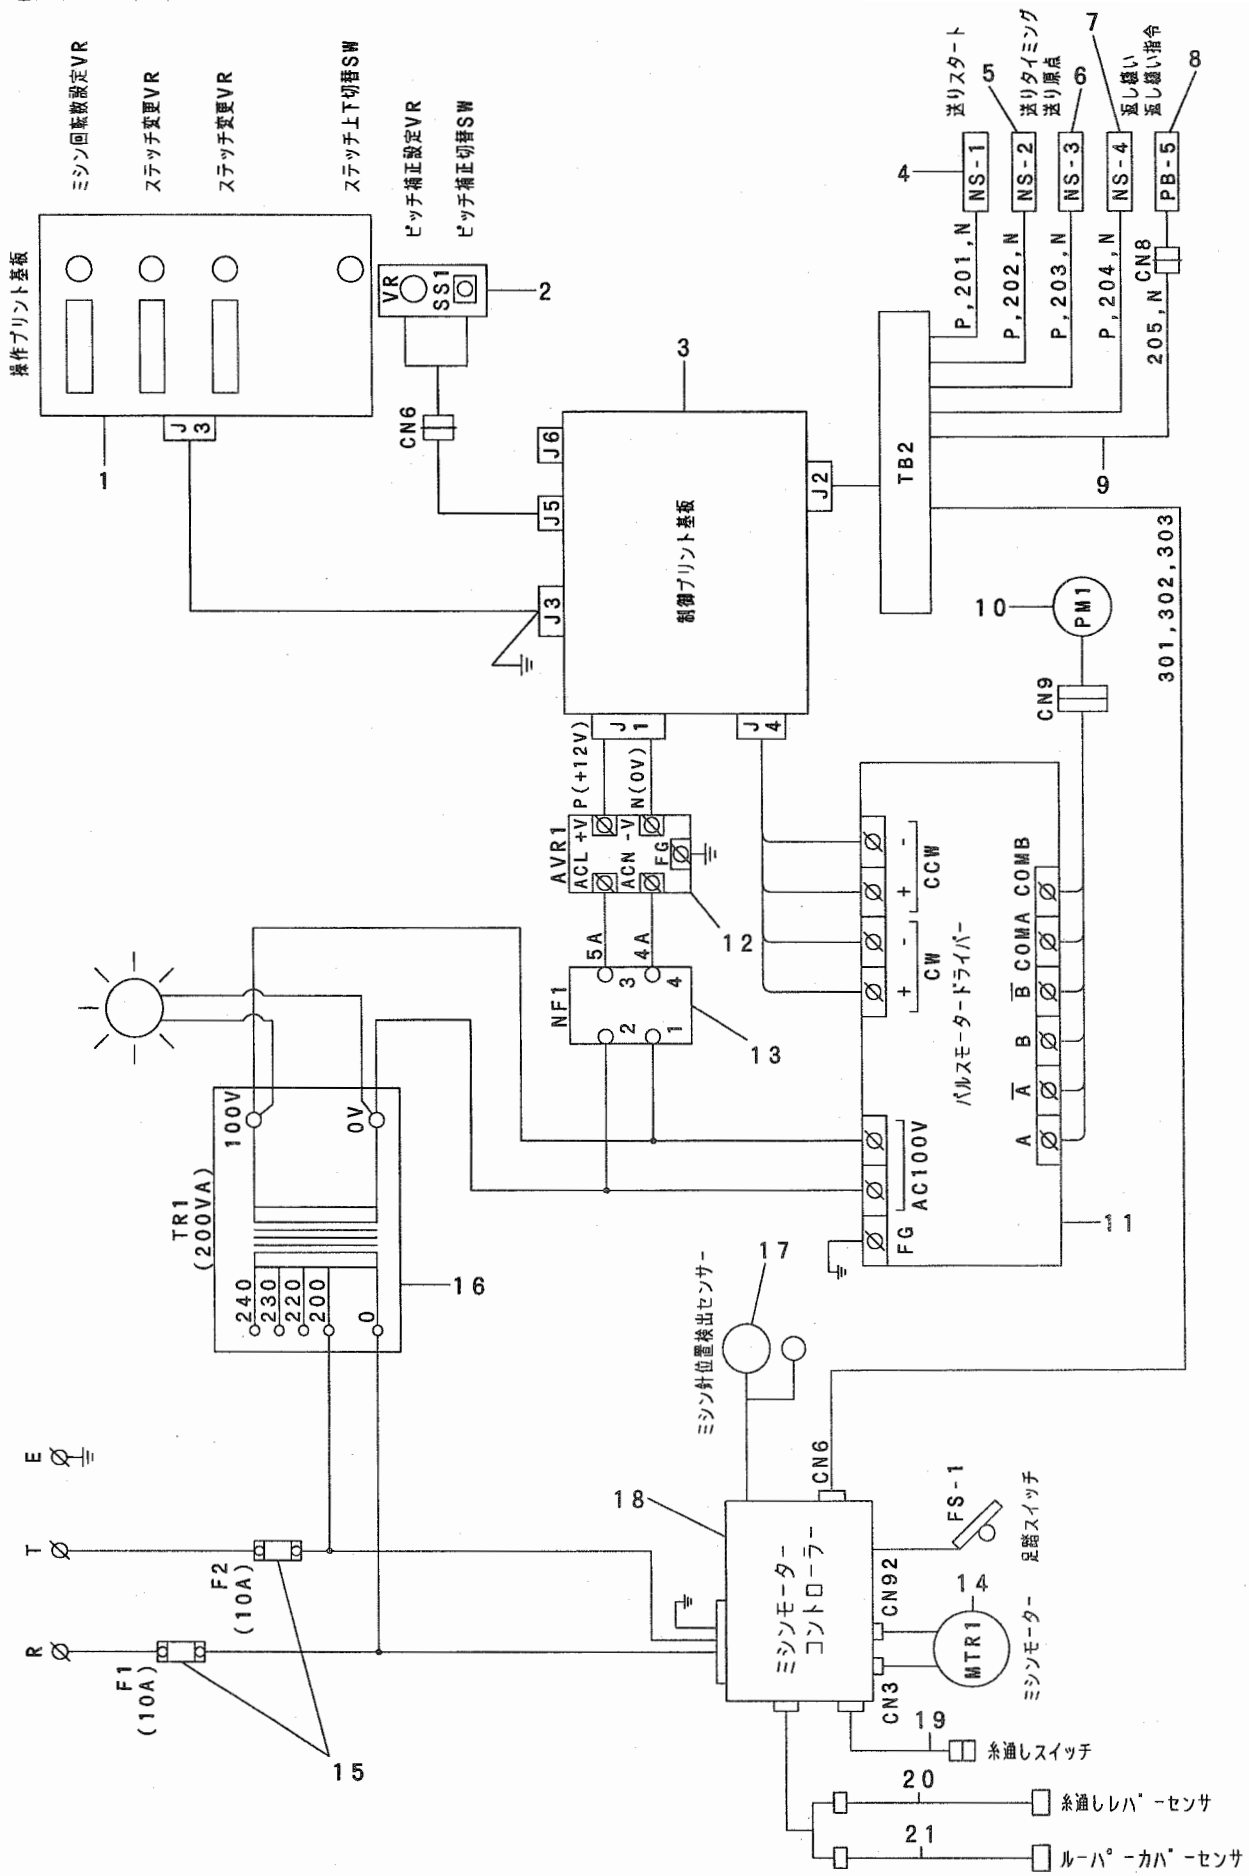 操作プリント基板
ミシン回転数設定VR
ステッチ変更VR
ステッチ変更VR
ステッチ上下切替SW
J3
1
VR
SS1
ピッチ補正設定VR
ピッチ補正切替SW
2
CN6
3
J3
J5
J6
J1
J4
J2
制御プリント基板
送りスタート
送りタイミング
送り原点
返し縫い
返し縫い指令
4
5
6
7
8
NS-1
NS-2
NS-3
NS-4
PB-5
P,201,N
P,202,N
P,203,N
P,204,N
205,N
CN8
TB2
9
301,302,303
10
PM1
CN9
P(+12V)
N(0V)
AVR1
ACL +V
ACN -V
FG
12
5A
4A
NF1
2 3
1 4
13
+ - + -
CW CCW
パルスモータードライバー
FG AC100V
A A B B COMA COMB
11
TR1
(200VA)
240
230
220
200
0
100V
0V
16
R T E
F1
(10A)
F2
(10A)
15
ミシン針位置検出センサー
17
18
ミシンモーター
コントローラー
CN6
FS-1
足踏スイッチ
CN92
CN3
14
MTR1
ミシンモーター
19
糸通しスイッチ
20
糸通しレバーセンサ
21
ルーパーカバーセンサ